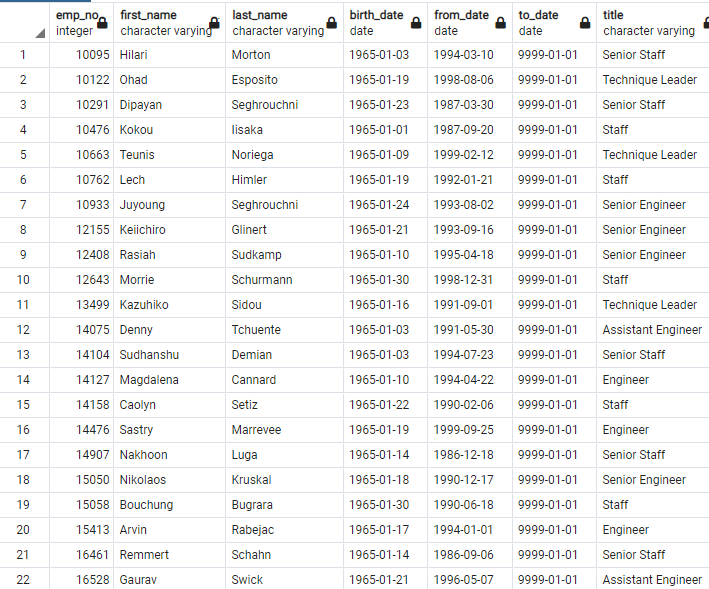 emp_no first_name last_name birth_date from_date to_date title
integer character varying character varying date date date character varying
1 10095 Hilari Morton 1965-01-03 1994-03-10 9999-01-01 Senior Staff
2 10122 Ohad Esposito 1965-01-19 1998-08-06 9999-01-01 Technique Leader
3 10291 Dipayan Seghrouchni 1965-01-23 1987-03-30 9999-01-01 Senior Staff
4 10476 Kokou Iisaka 1965-01-01 1987-09-20 9999-01-01 Staff
5 10663 Teunis Noriega 1965-01-09 1999-02-12 9999-01-01 Technique Leader
6 10762 Lech Himler 1965-01-19 1992-01-21 9999-01-01 Staff
7 10933 Juyoung Seghrouchni 1965-01-24 1993-08-02 9999-01-01 Senior Engineer
8 12155 Keiichiro Glinert 1965-01-21 1993-09-16 9999-01-01 Senior Engineer
9 12408 Rasiah Sudkamp 1965-01-10 1995-04-18 9999-01-01 Senior Engineer
10 12643 Morrie Schurmann 1965-01-30 1998-12-31 9999-01-01 Staff
11 13499 Kazuhiko Sidou 1965-01-16 1991-09-01 9999-01-01 Technique Leader
12 14075 Denny Tchuente 1965-01-03 1991-05-30 9999-01-01 Assistant Engineer
13 14104 Sudhanshu Demian 1965-01-03 1994-07-23 9999-01-01 Senior Staff
14 14127 Magdalena Cannard 1965-01-10 1994-04-22 9999-01-01 Engineer
15 14158 Caolyn Setiz 1965-01-22 1990-02-06 9999-01-01 Staff
16 14476 Sastry Marrevee 1965-01-19 1999-09-25 9999-01-01 Engineer
17 14907 Nakhoon Luga 1965-01-14 1986-12-18 9999-01-01 Senior Staff
18 15050 Nikolaos Kruskal 1965-01-18 1990-12-17 9999-01-01 Senior Engineer
19 15058 Bouchung Bugrara 1965-01-30 1990-06-18 9999-01-01 Staff
20 15413 Arvin Rabejac 1965-01-17 1994-01-01 9999-01-01 Engineer
21 16461 Remmert Schahn 1965-01-14 1986-09-06 9999-01-01 Senior Staff
22 16528 Gaurav Swick 1965-01-21 1996-05-07 9999-01-01 Assistant Engineer